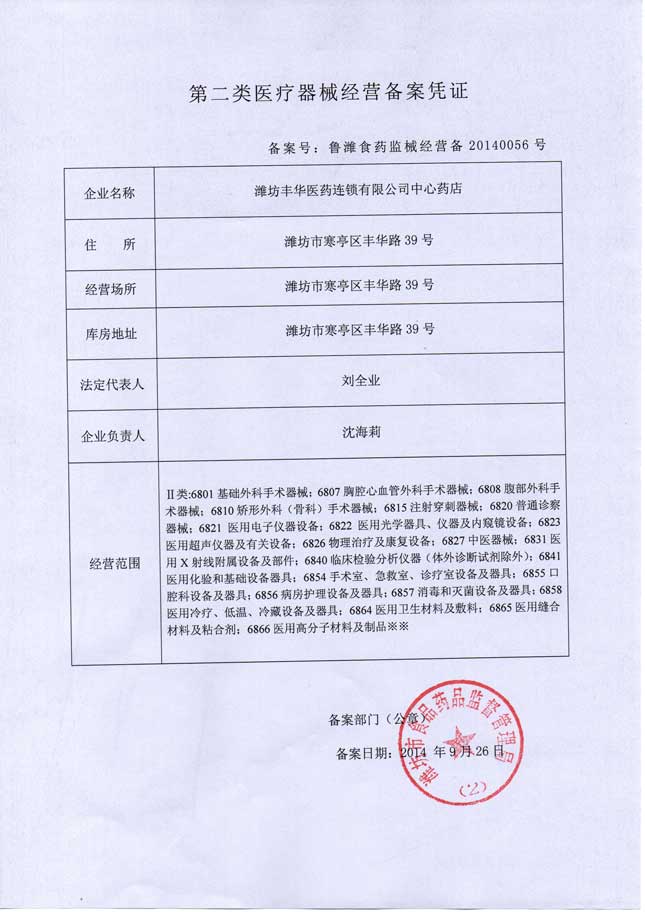 第二类医疗器械经营备案凭证
备案号：鲁潍食药监械经营备 20140056 号
企业名称 潍坊丰华医药连锁有限公司中心药店
住 所 潍坊市寒亭区丰华路 39 号
经营场所 潍坊市寒亭区丰华路 39 号
库房地址 潍坊市寒亭区丰华路 39 号
法定代表人 刘全业
企业负责人 沈海莉
经营范围
Ⅱ类:6801 基础外科手术器械；6807 胸腔心血管外科手术器械；6808 腹部外科手
术器械；6810 矫形外科（骨科）手术器械；6815 注射穿刺器械；6820 普通诊察
器械；6821 医用电子仪器设备；6822 医用光学器具、仪器及内窥镜设备；6823
医用超声仪器及有关设备；6826 物理治疗及康复设备；6827 中医器械；6831 医
用 X 射线附属设备及部件；6840 临床检验分析仪器（体外诊断试剂除外）；6841
医用化验和基础设备器具；6854 手术室、急救室、诊疗室设备及器具；6855 口
腔科设备及器具；6856 病房护理设备及器具；6857 消毒和灭菌设备及器具；6858
医用冷疗、低温、冷藏设备及器具；6864 医用卫生材料及敷料；6865 医用缝合
材料及粘合剂；6866 医用高分子材料及制品※※
备案部门（公章）
备案日期：2014 年 9 月 26 日
潍坊市食品药品监督管理局
（2）